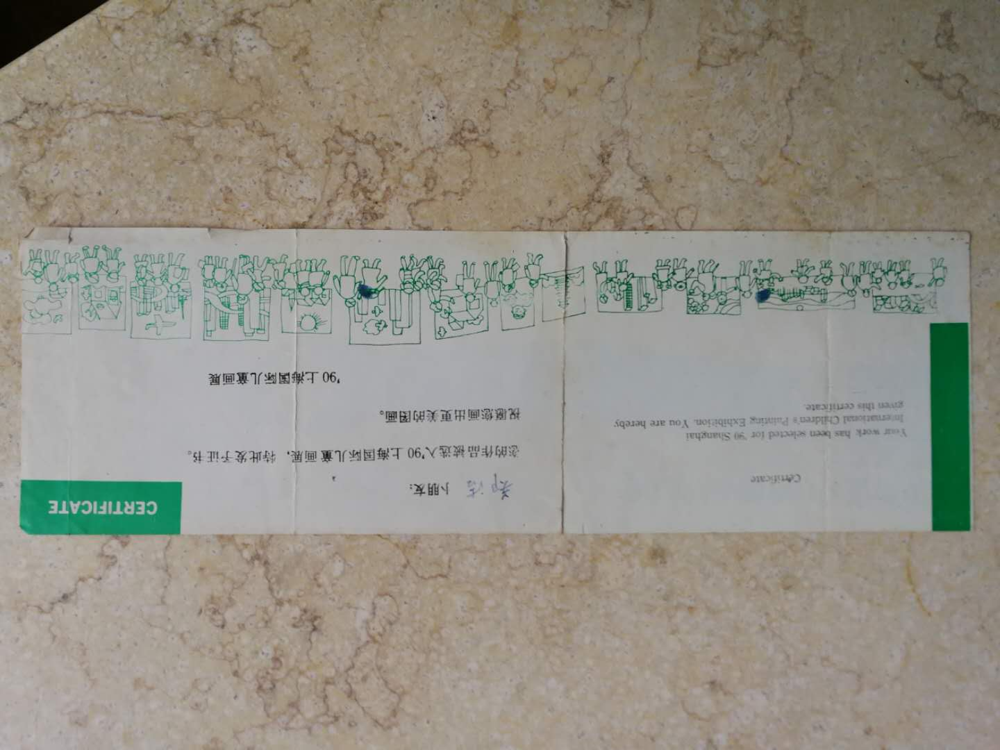 Certificate
Your work has been selected for '90 Shanghai
International Children's Painting Exhibition. You are hereby
given this certificate.
CERTIFICATE
郑 小朋友:
您的作品被选入'90上海国际儿童画展,特此发予证书。
祝愿您画出更美的图画。
'90上海国际儿童画展